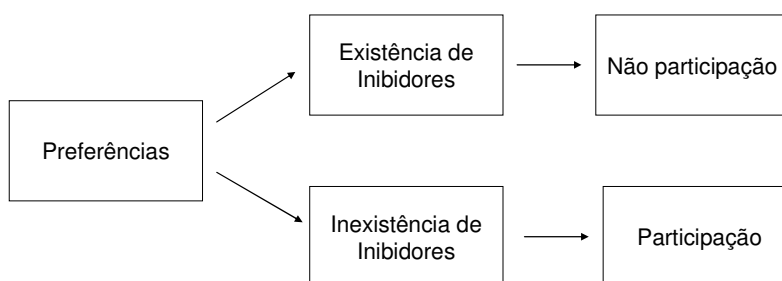 Preferências
Existência de
Inibidores
Não participação
Inexistência de
Inibidores
Participação